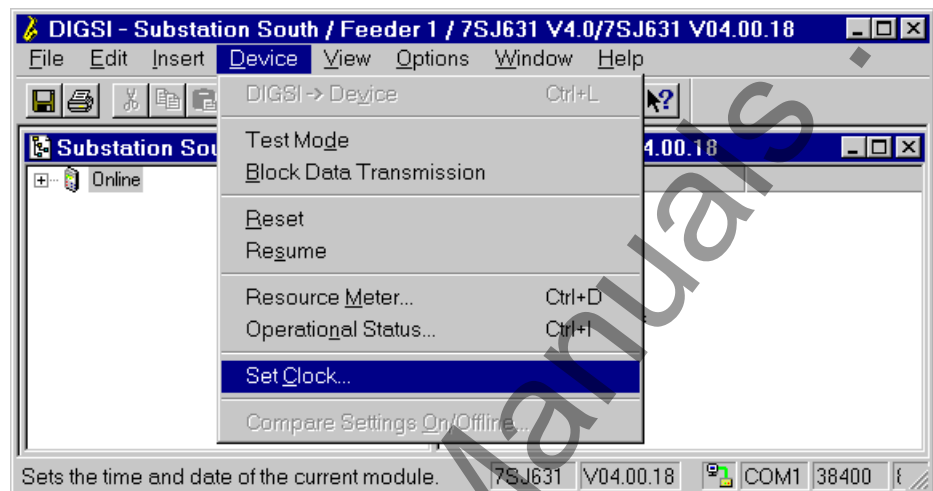 DIGSI - Substation South / Feeder 1 / 7SJ631 V4.0/7SJ631 V04.00.18
File Edit Insert Device View Options Window Help
DIGSI -> Device Ctrl+L
Substation Sou 4.00.18
Online
Test Mode
Block Data Transmission
Reset
Resume
Resource Meter... Ctrl+D
Operational Status... Ctrl+I
Set Clock...
Compare Settings On/Offline...
Sets the time and date of the current module. 7SJ631 V04.00.18 COM1 38400
Manuals.